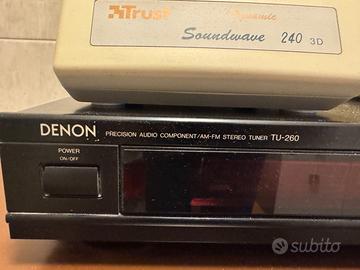 Trust
Dynamic
Soundwave 240 3D
DENON PRECISION AUDIO COMPONENT/AM-FM STEREO TUNER TU-260
POWER
ON/OFF
subito